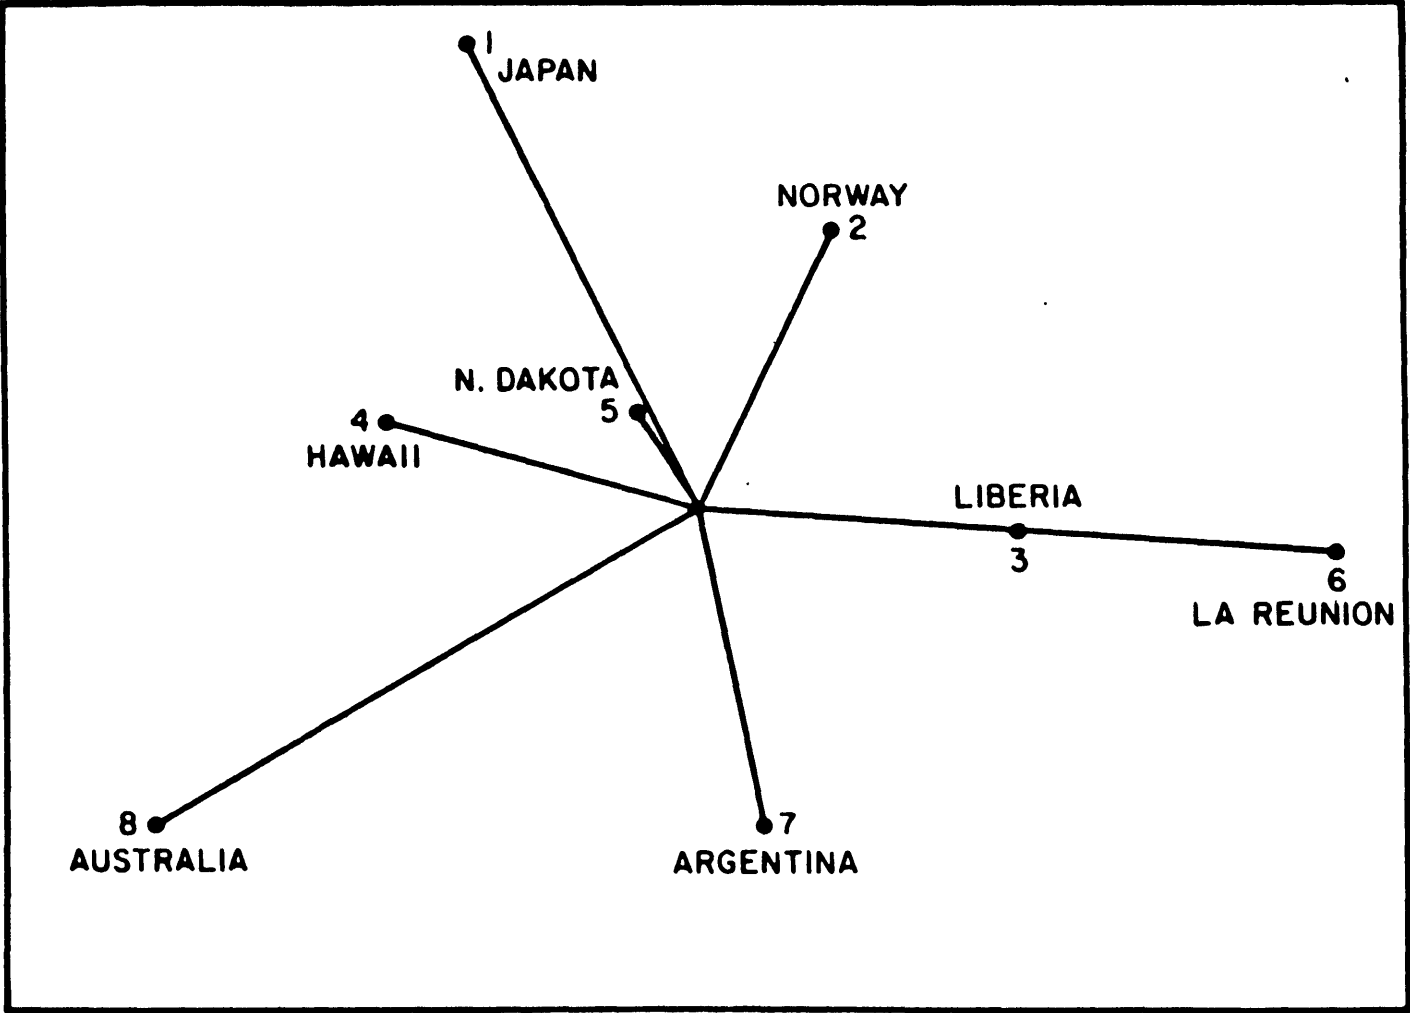 1
JAPAN
NORWAY
2
N. DAKOTA
5
4
HAWAII
LIBERIA
3
6
LA REUNION
8
AUSTRALIA
7
ARGENTINA